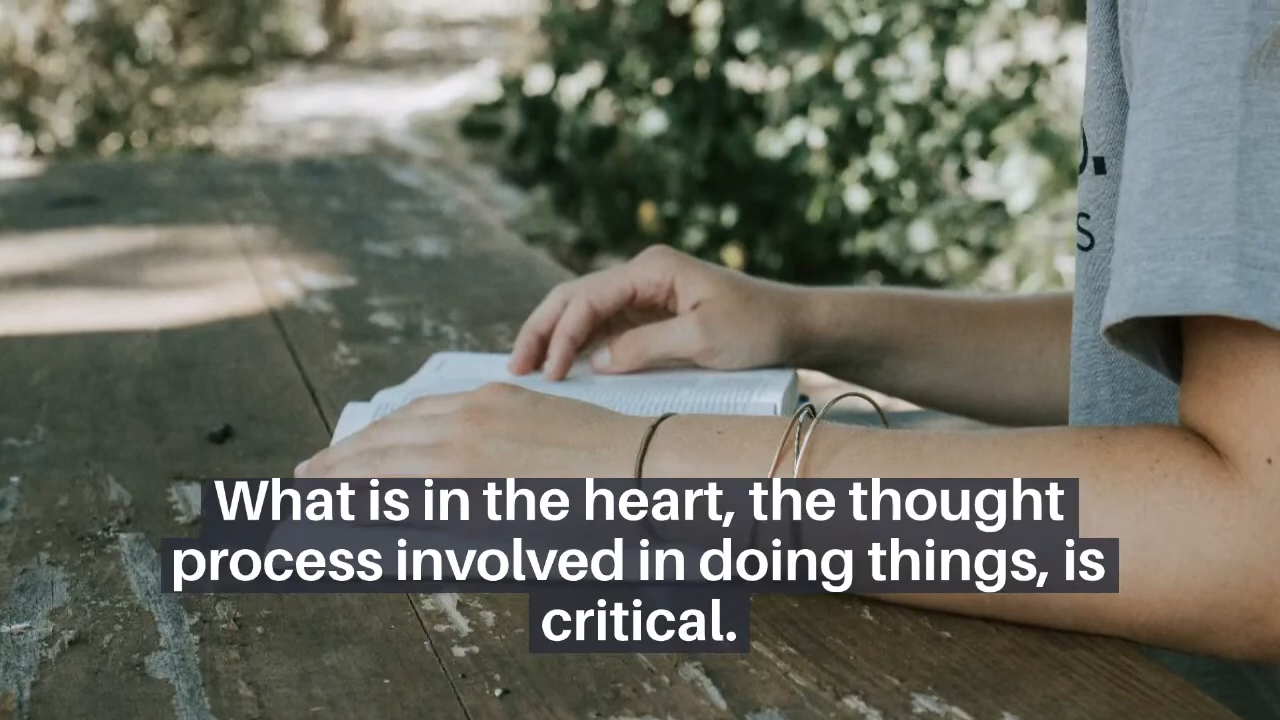 What is in the heart, the thought
process involved in doing things, is
critical.